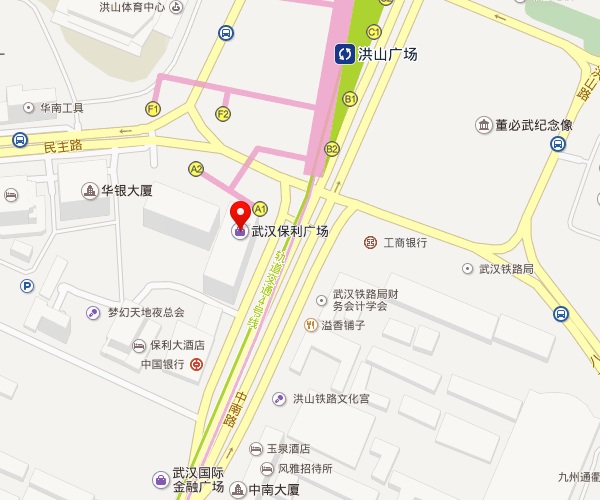 洪山体育中心
C1
洪山广场
洪山路
B1
华南工具
F1
F2
董必武纪念像
民主路
B2
A2
华银大厦
A1
武汉保利广场
工商银行
轨道交通4号线
武汉铁路局
P
武汉铁路局财
务会计学会
梦幻天地夜总会
溢香铺子
保利大酒店
中国银行
八
中南路
洪山铁路文化宫
玉泉酒店
风雅招待所
武汉国际
金融广场
中南大厦
九州通衢